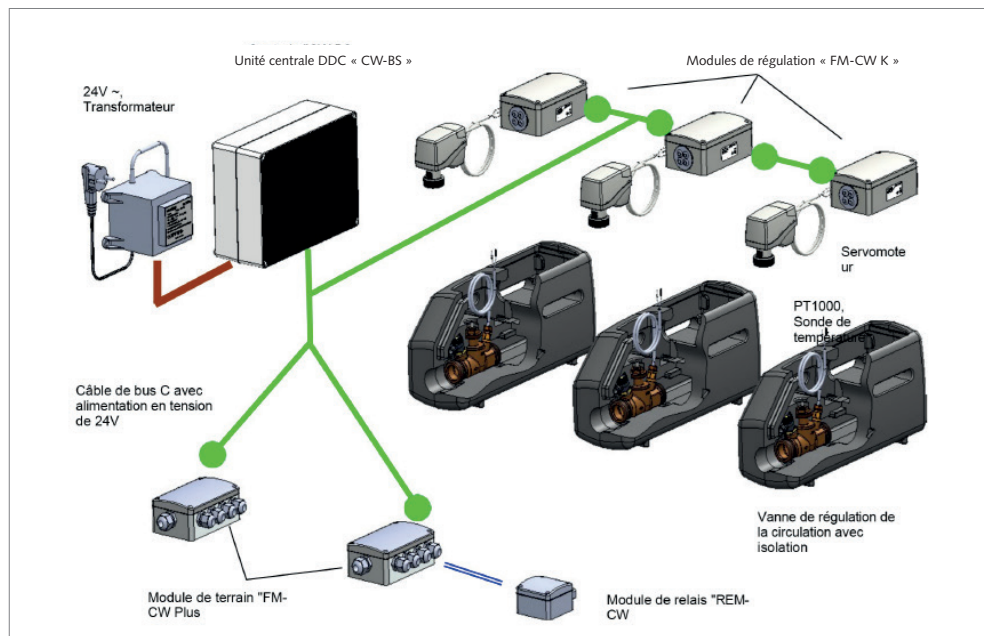 Unité centrale DDC « CW-BS »
Modules de régulation « FM-CW K »
24V ~,
Transformateur
Servomote
ur
PT1000,
Sonde de
température
Câble de bus C avec
alimentation en tension
de 24V
Vanne de régulation de
la circulation avec
isolation
Module de terrain "FM-
CW Plus
Module de relais "REM-
CW